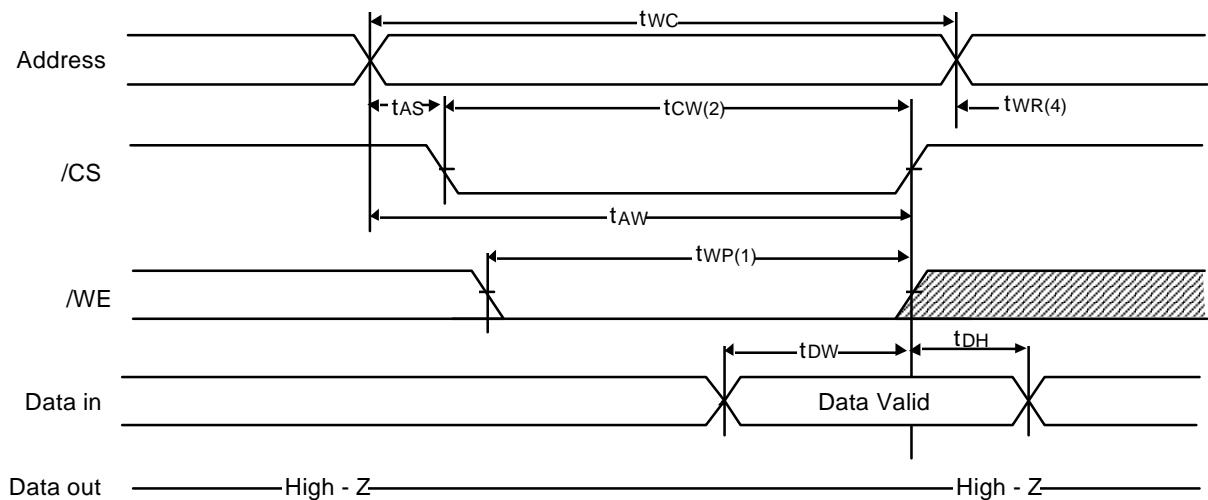 tWC
Address
tAS
tCW(2)
tWR(4)
/CS
tAW
tWP(1)
/WE
tDW
tDH
Data in
Data Valid
Data out
High - Z
High - Z